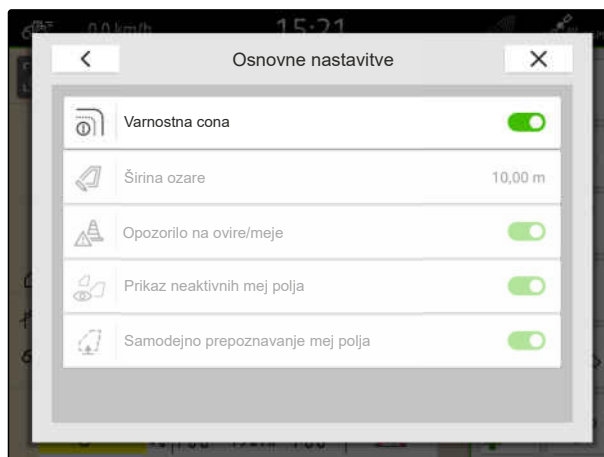 0,0 km/h
15:21
Osnovne nastavitve
Varnostna cona
Širina ozare
10,00 m
Opozorilo na ovire/meje
Prikaz neaktivnih mej polja
Samodejno prepoznavanje mej polja